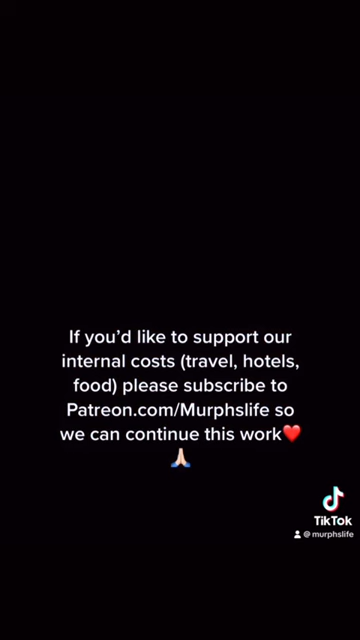 If you’d like to support our
internal costs (travel, hotels,
food) please subscribe to
Patreon.com/Murphslife so
we can continue this work❤️
🙏🏻
TikTok
@ murphslife